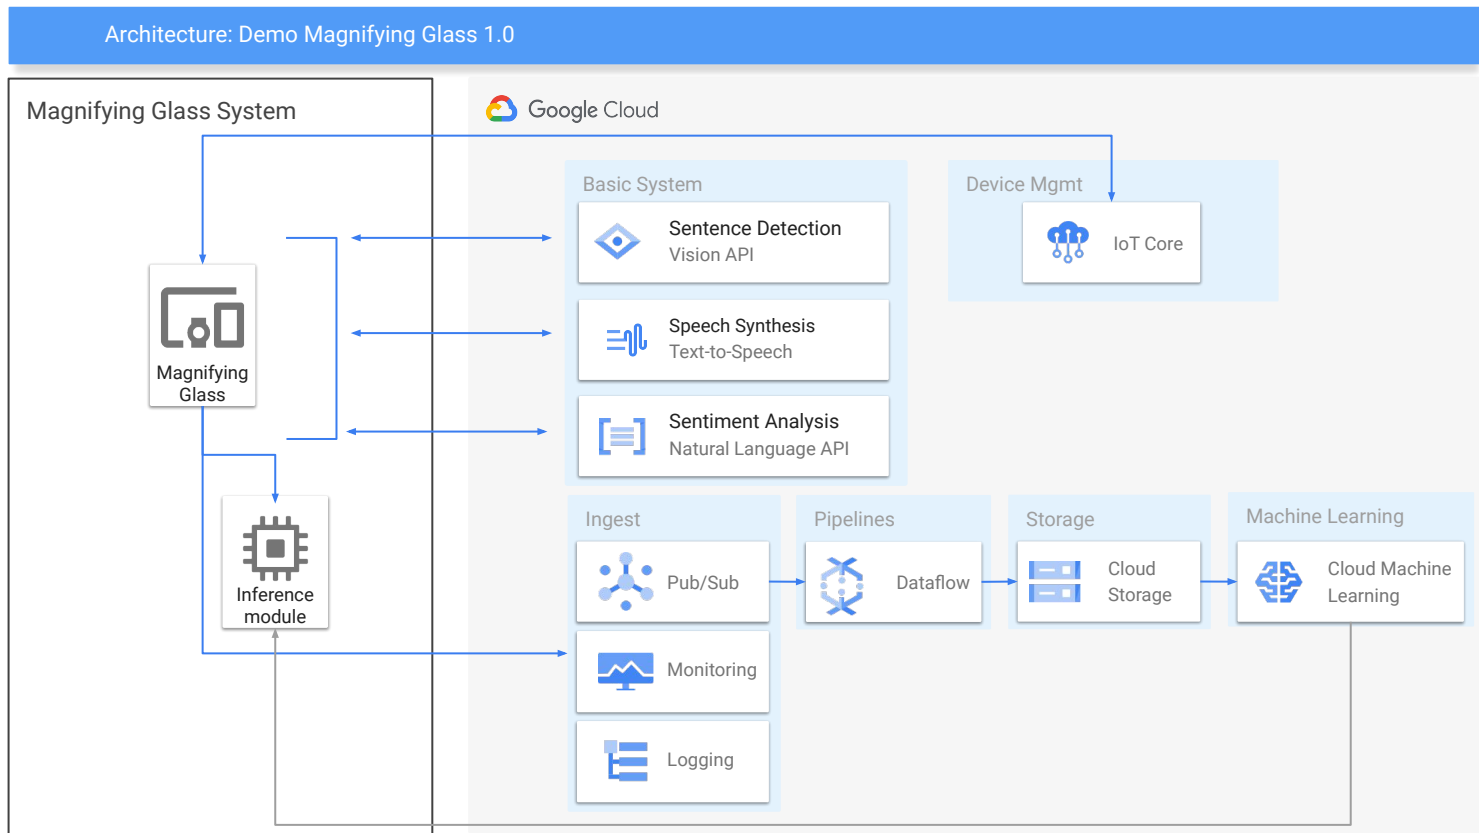 Architecture: Demo Magnifying Glass 1.0
Magnifying Glass System
Google Cloud
Basic System
Sentence Detection
Vision API
Speech Synthesis
Text-to-Speech
Sentiment Analysis
Natural Language API
Device Mgmt
IoT Core
Magnifying
Glass
Inference
module
Ingest
Pub/Sub
Monitoring
Logging
Pipelines
Dataflow
Storage
Cloud
Storage
Machine Learning
Cloud Machine
Learning